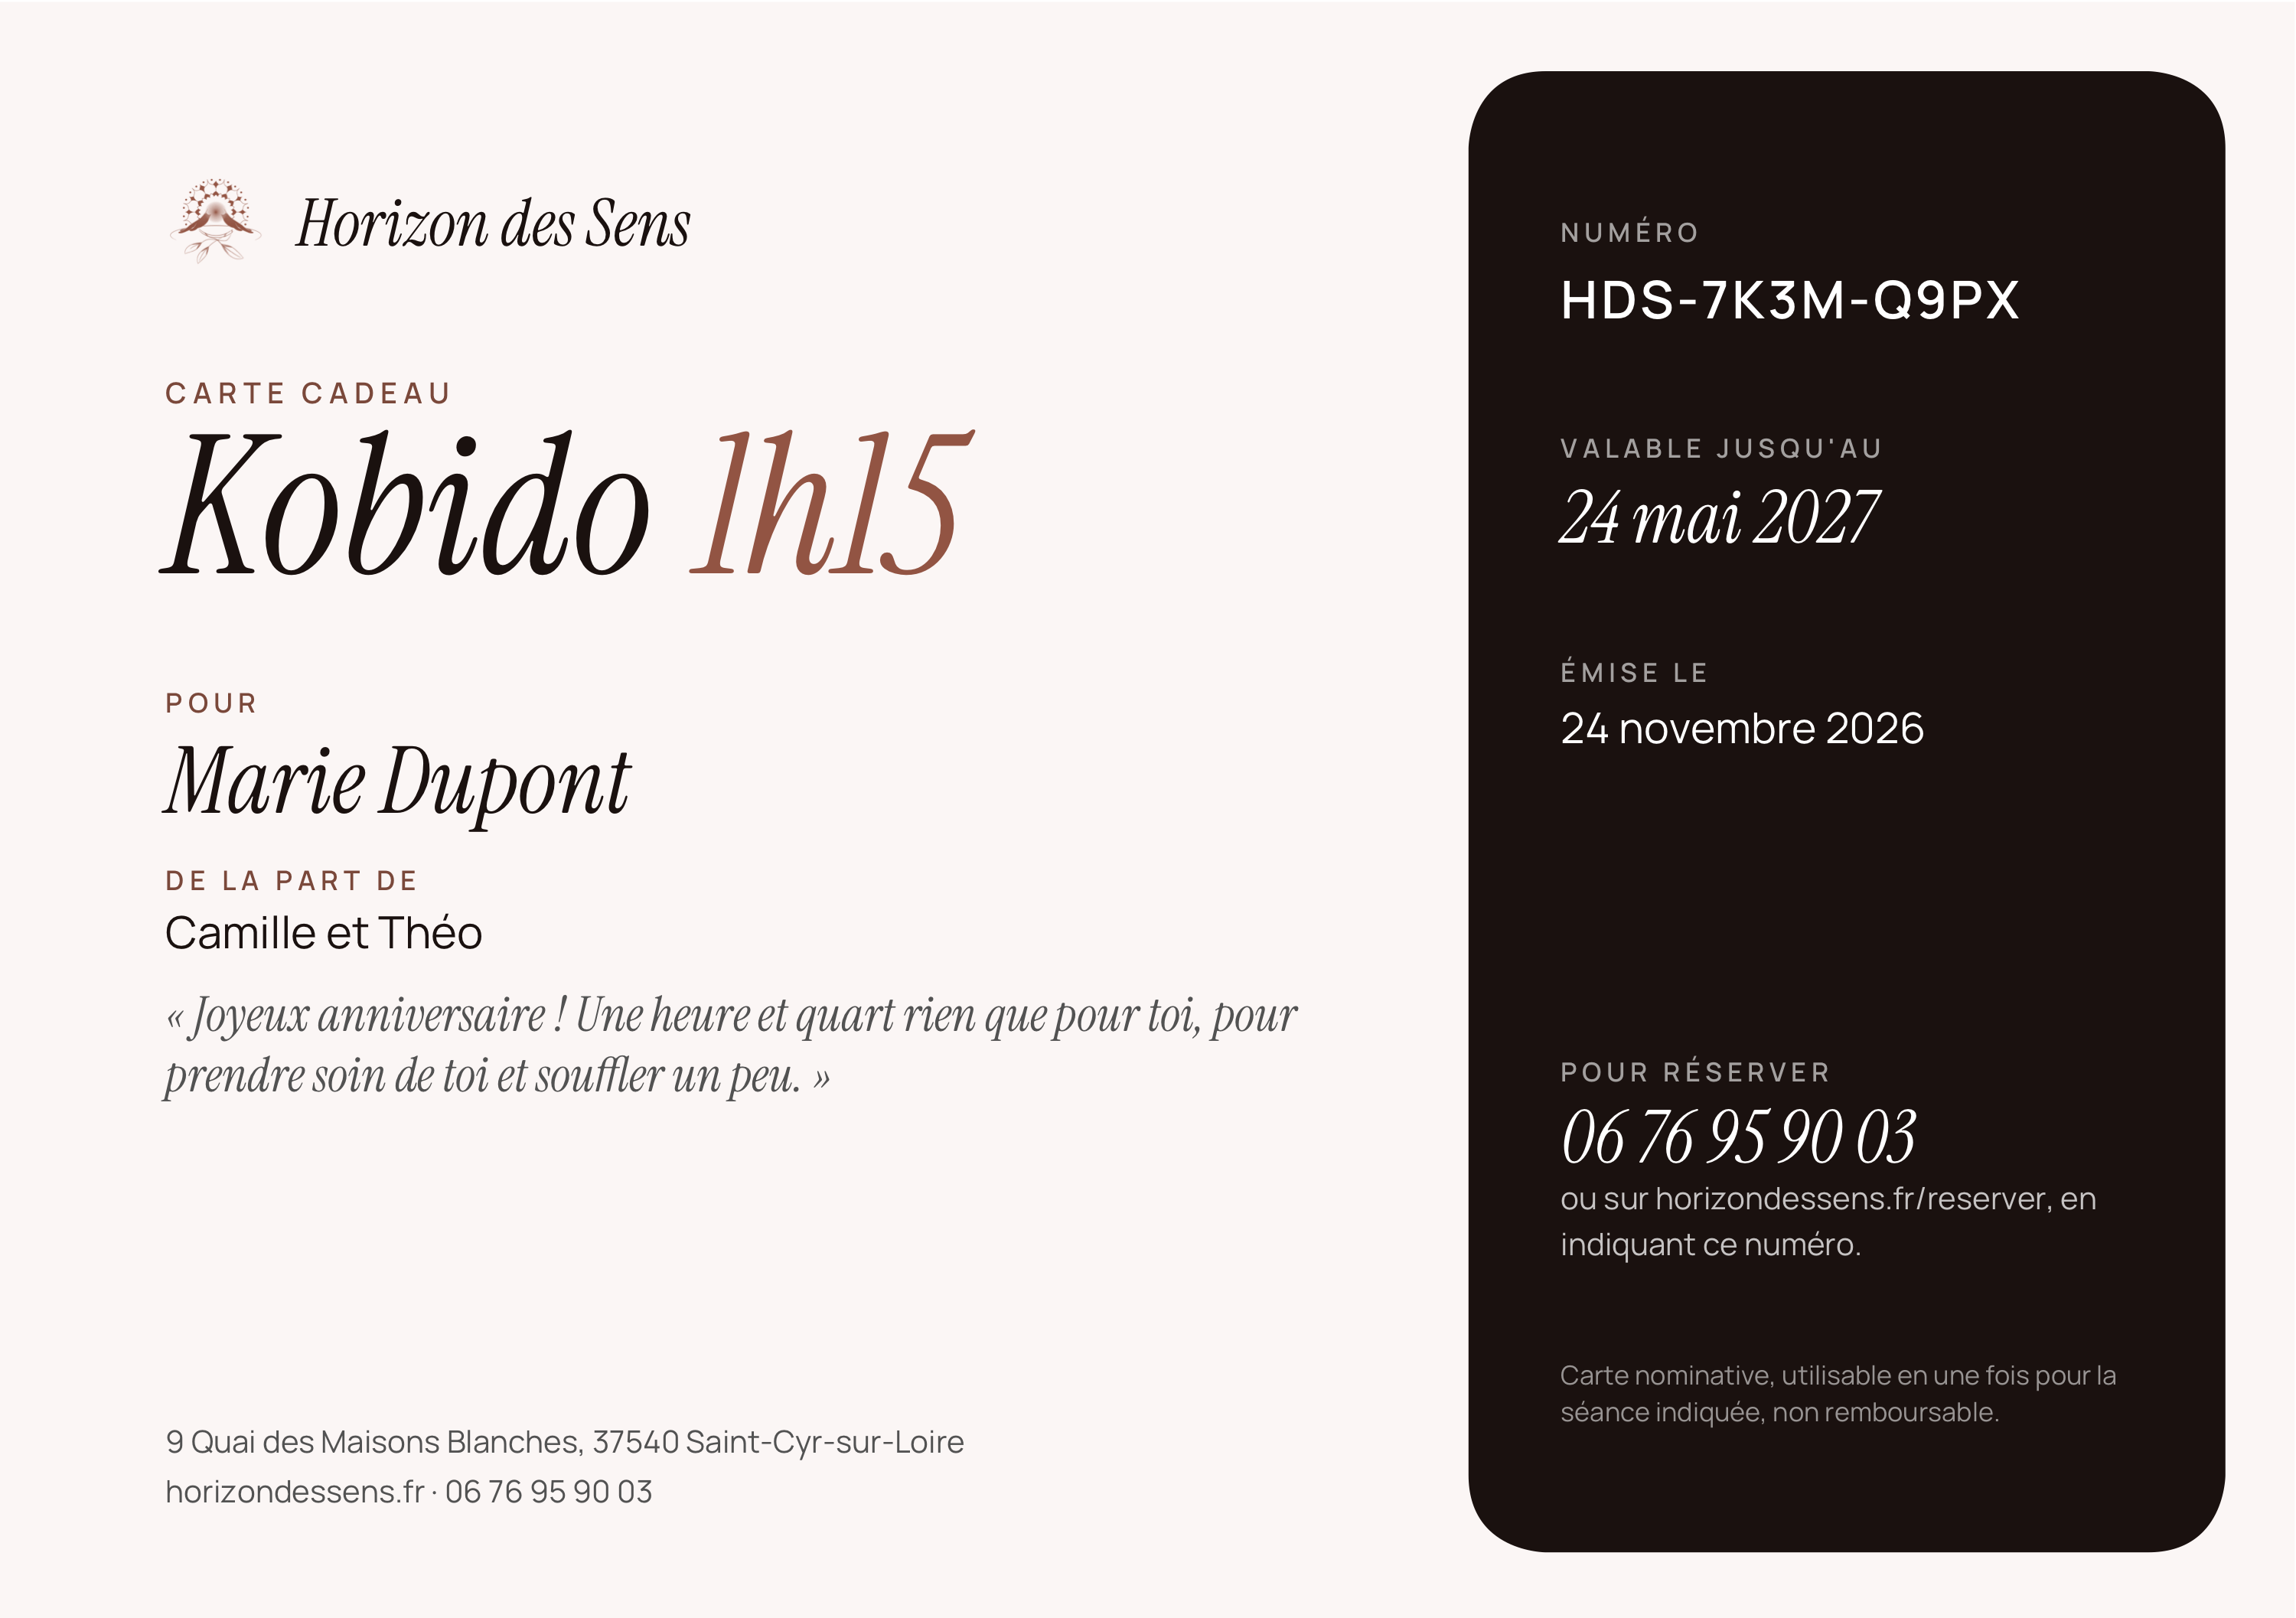 Horizon des Sens
CARTE CADEAU
Kobido 1h15
POUR
Marie Dupont
DE LA PART DE
Camille et Théo
« Joyeux anniversaire ! Une heure et quart rien que pour toi, pour
prendre soin de toi et souffler un peu. »
9 Quai des Maisons Blanches, 37540 Saint-Cyr-sur-Loire
horizondessens.fr · 06 76 95 90 03
NUMÉRO
HDS-7K3M-Q9PX
VALABLE JUSQU'AU
24 mai 2027
ÉMISE LE
24 novembre 2026
POUR RÉSERVER
06 76 95 90 03
ou sur horizondessens.fr/reserver, en
indiquant ce numéro.
Carte nominative, utilisable en une fois pour la
séance indiquée, non remboursable.